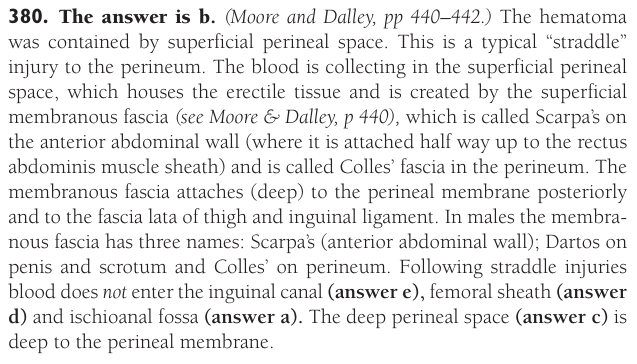 380. The answer is b. (Moore and Dalley, pp 440–442.) The hematoma
was contained by superficial perineal space. This is a typical “straddle”
injury to the perineum. The blood is collecting in the superficial perineal
space, which houses the erectile tissue and is created by the superficial
membranous fascia (see Moore & Dalley, p 440), which is called Scarpa’s on
the anterior abdominal wall (where it is attached half way up to the rectus
abdominis muscle sheath) and is called Colles’ fascia in the perineum. The
membranous fascia attaches (deep) to the perineal membrane posteriorly
and to the fascia lata of thigh and inguinal ligament. In males the membra-
nous fascia has three names: Scarpa’s (anterior abdominal wall); Dartos on
penis and scrotum and Colles’ on perineum. Following straddle injuries
blood does not enter the inguinal canal (answer e), femoral sheath (answer
d) and ischioanal fossa (answer a). The deep perineal space (answer c) is
deep to the perineal membrane.